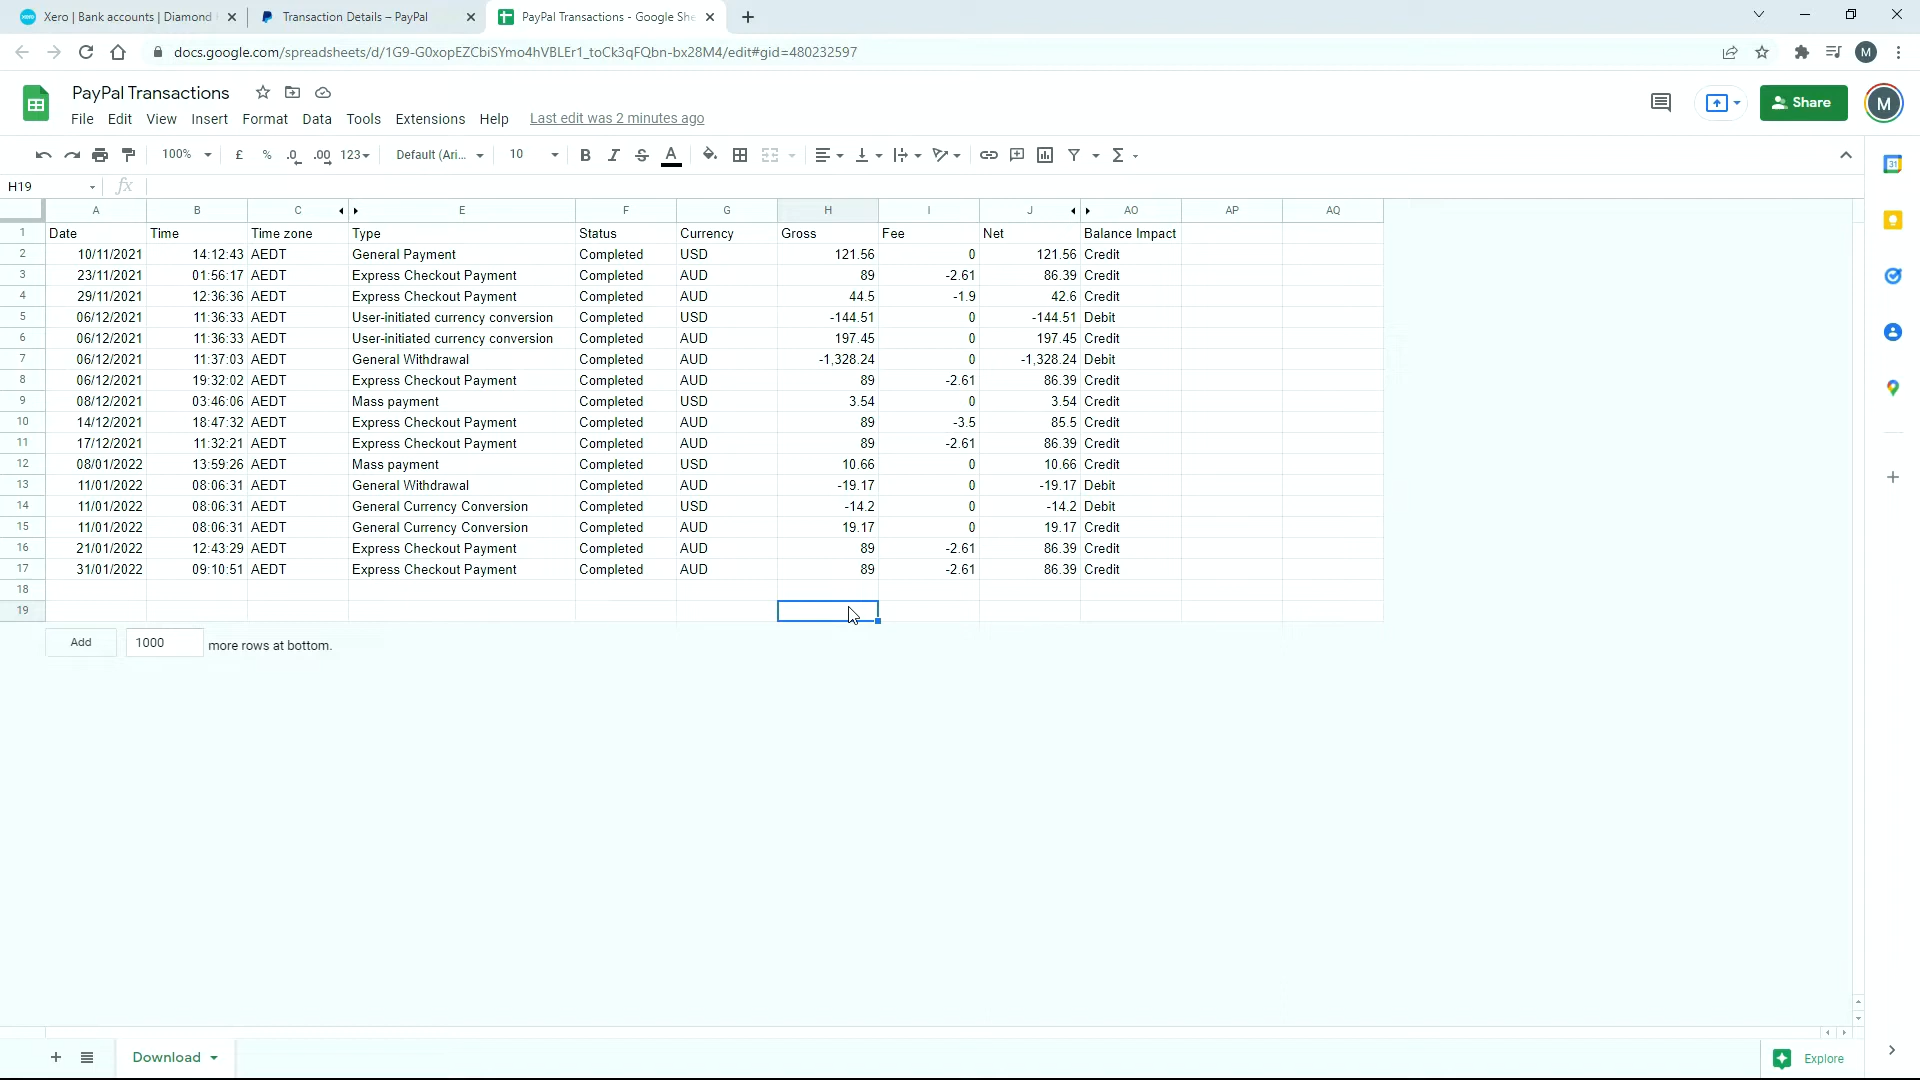 Xero | Bank accounts | Diamond
Transaction Details – PayPal
PayPal Transactions - Google She
docs.google.com/spreadsheets/d/1G9-G0xopEZCbiSYmo4hVBLEr1_toCk3qFQbn-bx28M4/edit#gid=480232597
M
PayPal Transactions
Share
M
File Edit View Insert Format Data Tools Extensions Help Last edit was 2 minutes ago
100% £ % .0 .00 123 Default (Ari... 10 B I S A Σ
31
H19 fx
A B C E F G H I J AO AP AQ
1 Date Time Time zone Type Status Currency Gross Fee Net Balance Impact
2 10/11/2021 14:12:43 AEDT General Payment Completed USD 121.56 0 121.56 Credit
3 23/11/2021 01:56:17 AEDT Express Checkout Payment Completed AUD 89 -2.61 86.39 Credit
4 29/11/2021 12:36:36 AEDT Express Checkout Payment Completed AUD 44.5 -1.9 42.6 Credit
5 06/12/2021 11:36:33 AEDT User-initiated currency conversion Completed USD -144.51 0 -144.51 Debit
6 06/12/2021 11:36:33 AEDT User-initiated currency conversion Completed AUD 197.45 0 197.45 Credit
7 06/12/2021 11:37:03 AEDT General Withdrawal Completed AUD -1,328.24 0 -1,328.24 Debit
8 06/12/2021 19:32:02 AEDT Express Checkout Payment Completed AUD 89 -2.61 86.39 Credit
9 08/12/2021 03:46:06 AEDT Mass payment Completed USD 3.54 0 3.54 Credit
10 14/12/2021 18:47:32 AEDT Express Checkout Payment Completed AUD 89 -3.5 85.5 Credit
11 17/12/2021 11:32:21 AEDT Express Checkout Payment Completed AUD 89 -2.61 86.39 Credit
12 08/01/2022 13:59:26 AEDT Mass payment Completed USD 10.66 0 10.66 Credit
13 11/01/2022 08:06:31 AEDT General Withdrawal Completed AUD -19.17 0 -19.17 Debit
14 11/01/2022 08:06:31 AEDT General Currency Conversion Completed USD -14.2 0 -14.2 Debit
15 11/01/2022 08:06:31 AEDT General Currency Conversion Completed AUD 19.17 0 19.17 Credit
16 21/01/2022 12:43:29 AEDT Express Checkout Payment Completed AUD 89 -2.61 86.39 Credit
17 31/01/2022 09:10:51 AEDT Express Checkout Payment Completed AUD 89 -2.61 86.39 Credit
18
19
Add 1000 more rows at bottom.
Download
Explore